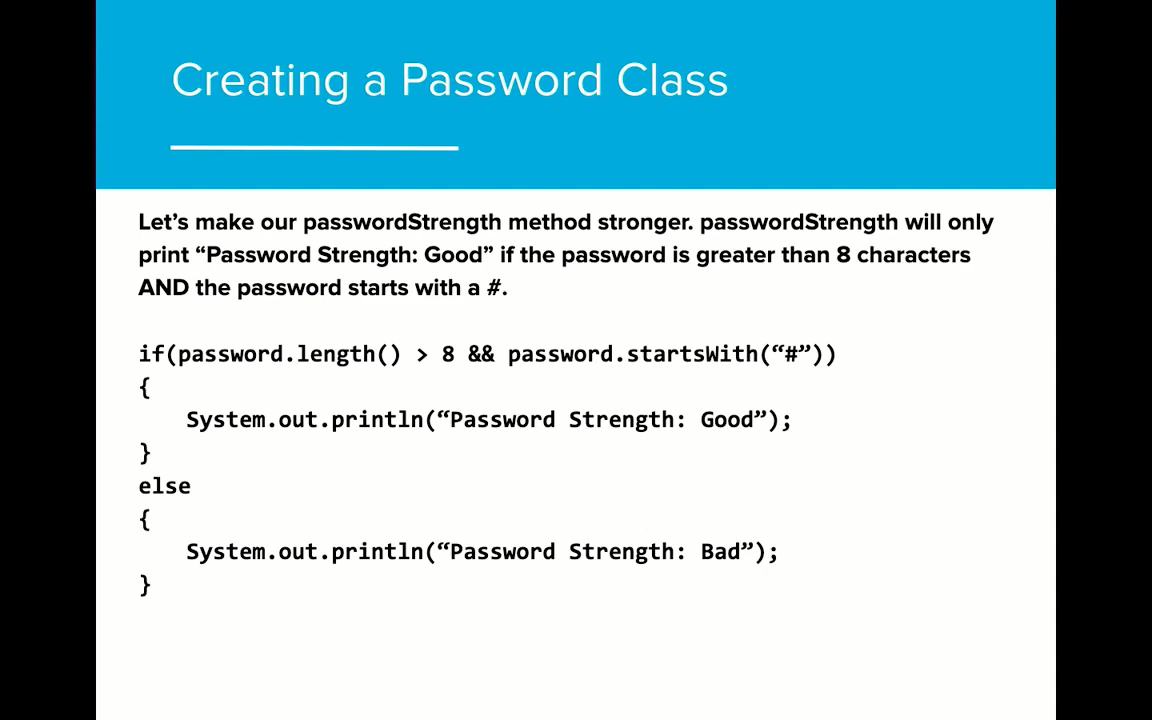 Creating a Password Class
Let’s make our passwordStrength method stronger. passwordStrength will only
print “Password Strength: Good” if the password is greater than 8 characters
AND the password starts with a #.
if(password.length() > 8 && password.startsWith(“#”))
{
System.out.println(“Password Strength: Good”);
}
else
{
System.out.println(“Password Strength: Bad”);
}